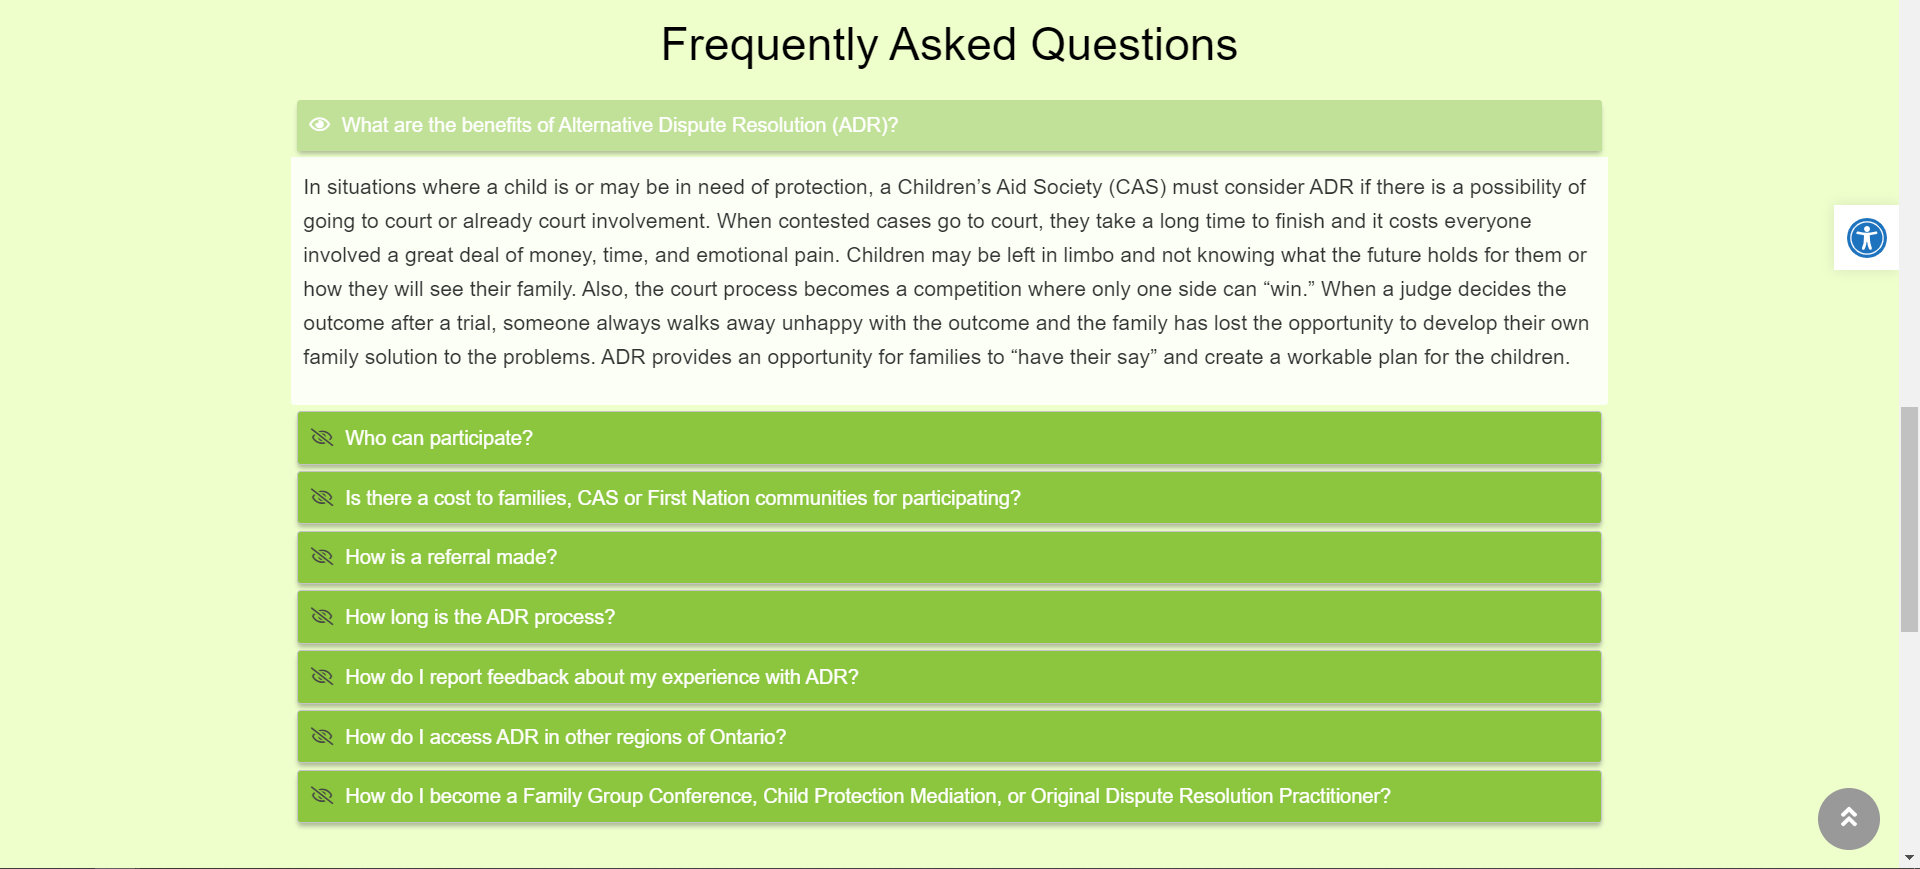 Frequently Asked Questions
What are the benefits of Alternative Dispute Resolution (ADR)?
In situations where a child is or may be in need of protection, a Children’s Aid Society (CAS) must consider ADR if there is a possibility of
going to court or already court involvement. When contested cases go to court, they take a long time to finish and it costs everyone
involved a great deal of money, time, and emotional pain. Children may be left in limbo and not knowing what the future holds for them or
how they will see their family. Also, the court process becomes a competition where only one side can “win.” When a judge decides the
outcome after a trial, someone always walks away unhappy with the outcome and the family has lost the opportunity to develop their own
family solution to the problems. ADR provides an opportunity for families to “have their say” and create a workable plan for the children.
Who can participate?
Is there a cost to families, CAS or First Nation communities for participating?
How is a referral made?
How long is the ADR process?
How do I report feedback about my experience with ADR?
How do I access ADR in other regions of Ontario?
How do I become a Family Group Conference, Child Protection Mediation, or Original Dispute Resolution Practitioner?